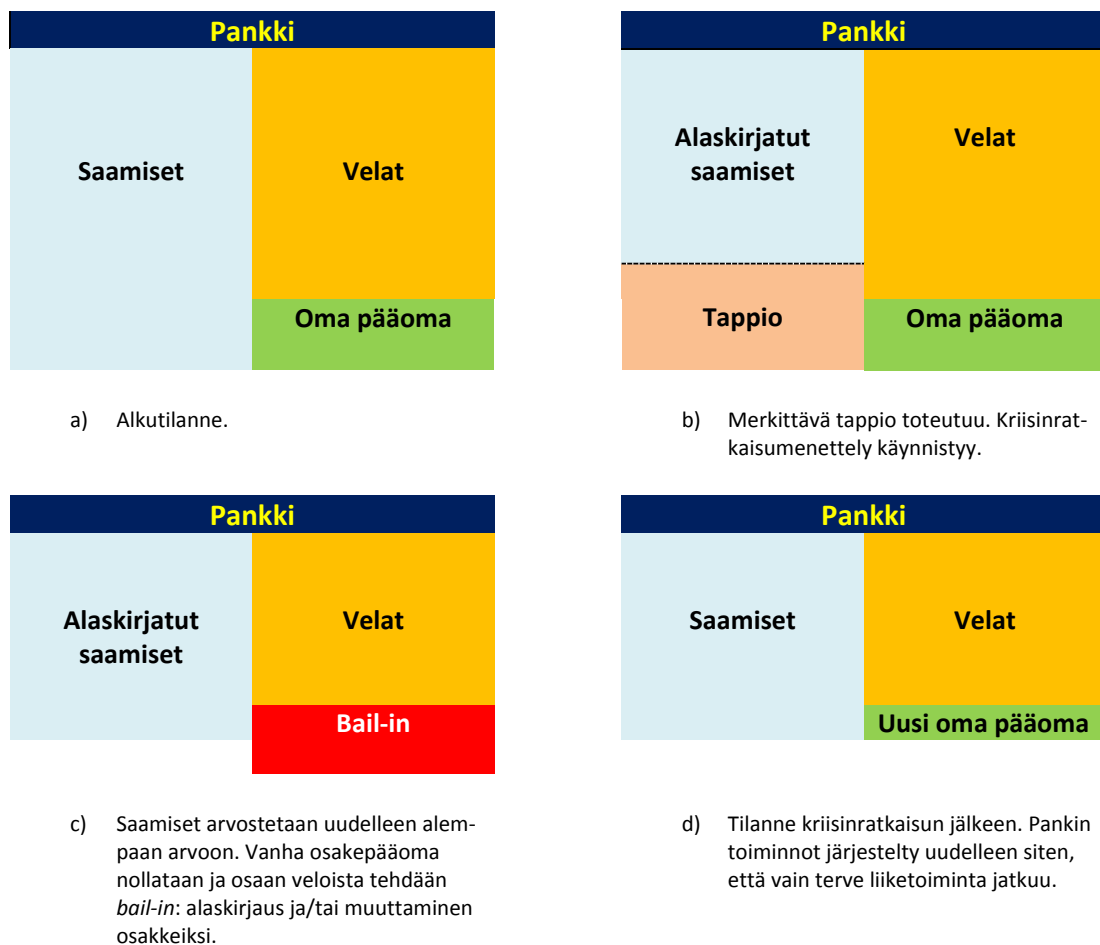 Pankki
Saamiset
Velat
Oma pääoma
a) Alkutilanne.
Pankki
Alaskirjatut
saamiset
Velat
Tappio
Oma pääoma
b) Merkittävä tappio toteutuu. Kriisinrat-
kaisumenettely käynnistyy.
Pankki
Alaskirjatut
saamiset
Velat
Bail-in
c) Saamiset arvostetaan uudelleen alem-
paan arvoon. Vanha osakepääoma
nollataan ja osaan veloista tehdään
bail-in: alaskirjaus ja/tai muuttaminen
osakkeiksi.
Pankki
Saamiset
Velat
Uusi oma pääoma
d) Tilanne kriisinratkaisun jälkeen. Pankin
toiminnot järjestelty uudelleen siten,
että vain terve liiketoiminta jatkuu.